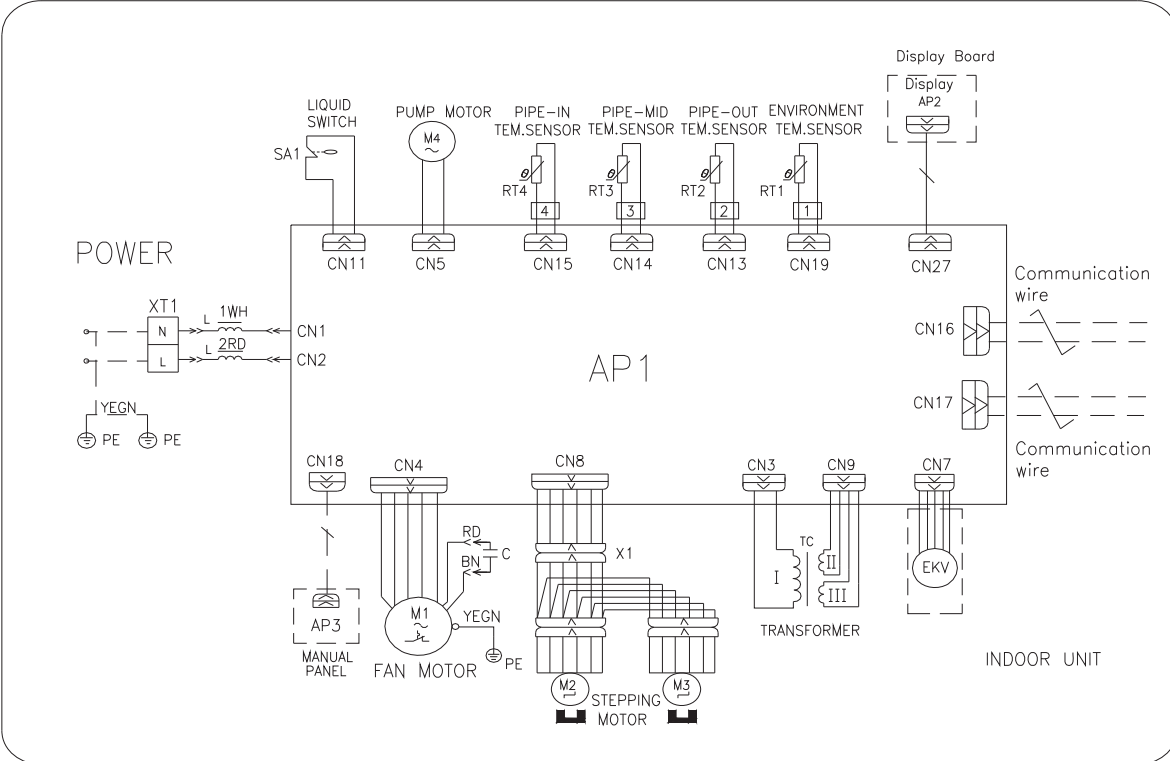 Display Board
Display
AP2
LIQUID
SWITCH
SA1
PUMP MOTOR
M4
PIPE-IN
TEM.SENSOR
RT4
4
PIPE-MID
TEM.SENSOR
RT3
3
PIPE-OUT
TEM.SENSOR
RT2
2
ENVIRONMENT
TEM.SENSOR
RT1
1
CN11
CN5
CN15
CN14
CN13
CN19
CN27
POWER
XT1
N
L
L 1WH
L 2RD
CN1
CN2
YEGN
PE
PE
AP1
Communication
wire
CN16
CN17
Communication
wire
CN18
CN4
CN8
CN3
CN9
CN7
AP3
MANUAL
PANEL
RD
BN
C
M1
YEGN
PE
FAN MOTOR
X1
M2
STEPPING
MOTOR
M3
TC
I
II
III
TRANSFORMER
EKV
INDOOR UNIT